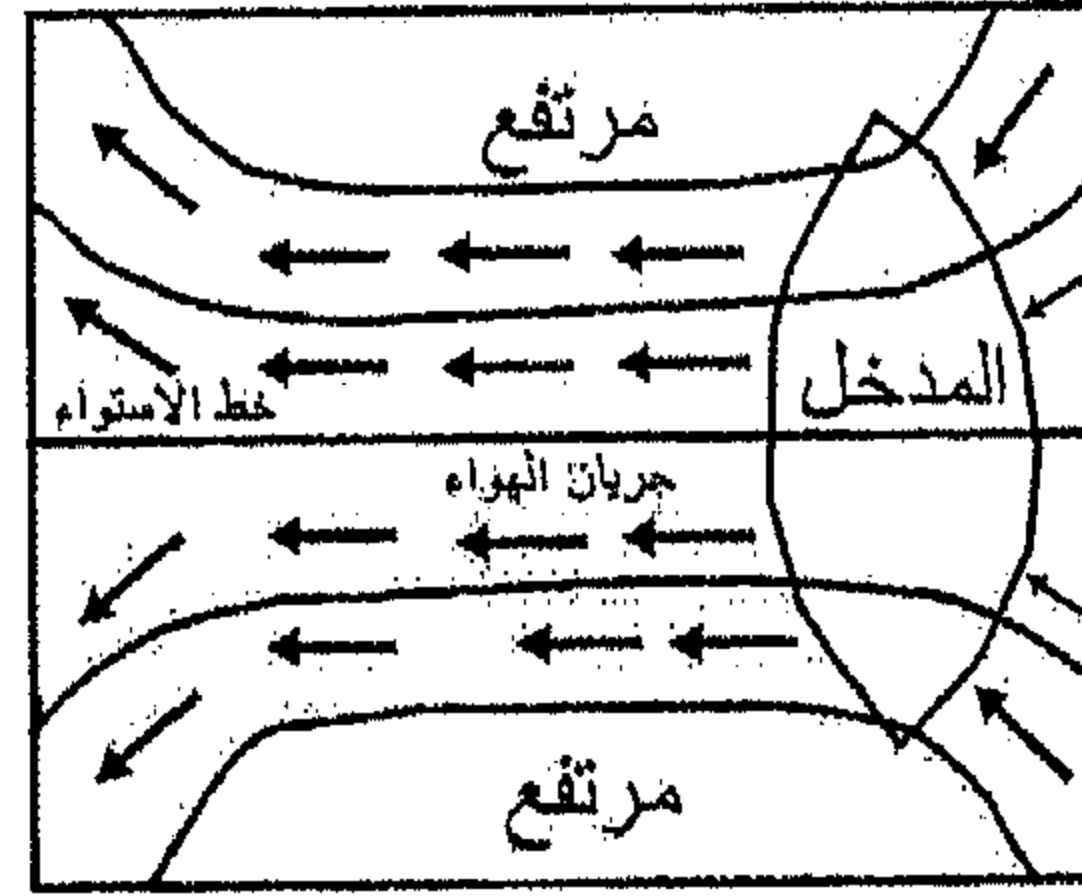 مرتفع
المدخل
خط الاستواء
جريان الهواء
مرتفع